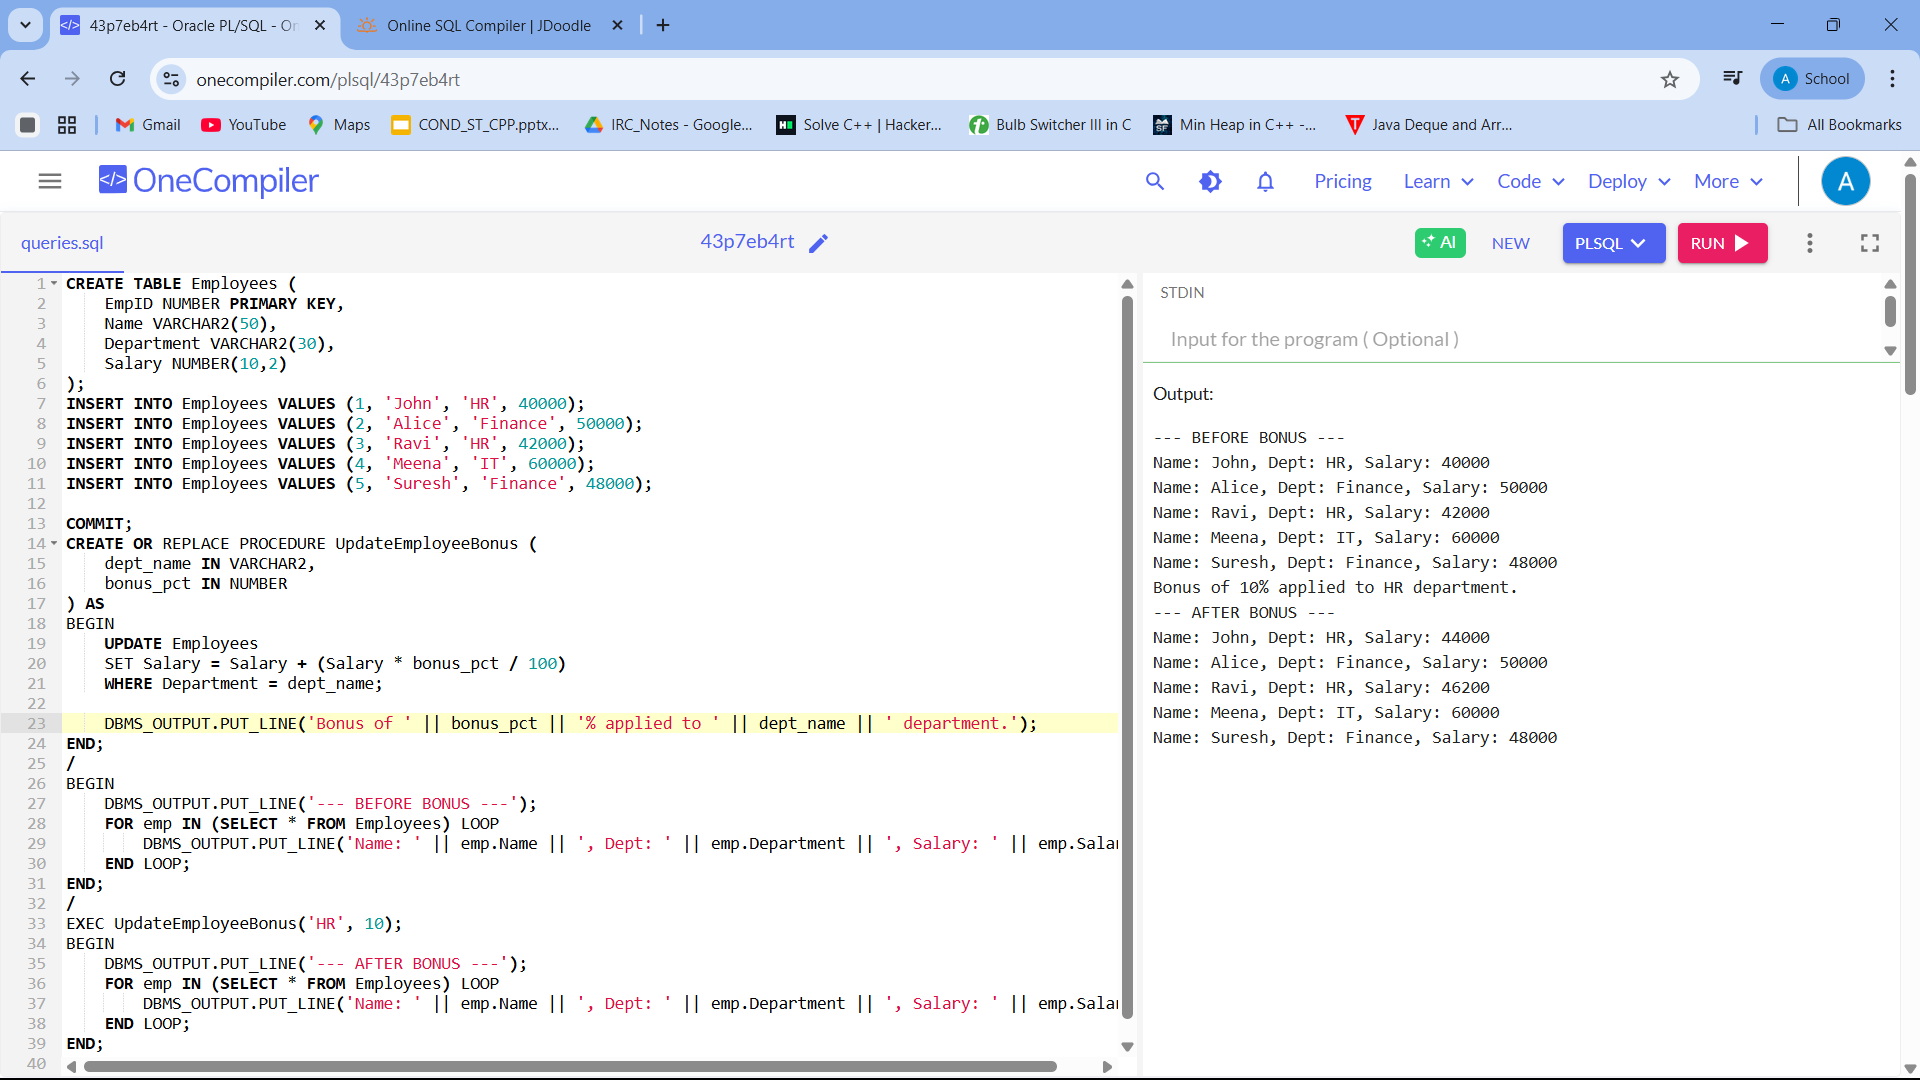 43p7eb4rt - Oracle PL/SQL - On
Online SQL Compiler | JDoodle
onecompiler.com/plsql/43p7eb4rt
A School
Gmail
YouTube
Maps
COND_ST_CPP.pptx...
IRC_Notes - Google...
Solve C++ | Hacker...
Bulb Switcher III in C
Min Heap in C++ -...
Java Deque and Arr...
All Bookmarks
OneCompiler
Pricing
Learn
Code
Deploy
More
A
queries.sql
43p7eb4rt
AI
NEW
PLSQL
RUN
1 CREATE TABLE Employees (
2     EmpID NUMBER PRIMARY KEY,
3     Name VARCHAR2(50),
4     Department VARCHAR2(30),
5     Salary NUMBER(10,2)
6 );
7 INSERT INTO Employees VALUES (1, 'John', 'HR', 40000);
8 INSERT INTO Employees VALUES (2, 'Alice', 'Finance', 50000);
9 INSERT INTO Employees VALUES (3, 'Ravi', 'HR', 42000);
10 INSERT INTO Employees VALUES (4, 'Meena', 'IT', 60000);
11 INSERT INTO Employees VALUES (5, 'Suresh', 'Finance', 48000);
12
13 COMMIT;
14 CREATE OR REPLACE PROCEDURE UpdateEmployeeBonus (
15     dept_name IN VARCHAR2,
16     bonus_pct IN NUMBER
17 ) AS
18 BEGIN
19     UPDATE Employees
20     SET Salary = Salary + (Salary * bonus_pct / 100)
21     WHERE Department = dept_name;
22
23     DBMS_OUTPUT.PUT_LINE('Bonus of ' || bonus_pct || '% applied to ' || dept_name || ' department.');
24 END;
25 /
26 BEGIN
27     DBMS_OUTPUT.PUT_LINE('--- BEFORE BONUS ---');
28     FOR emp IN (SELECT * FROM Employees) LOOP
29         DBMS_OUTPUT.PUT_LINE('Name: ' || emp.Name || ', Dept: ' || emp.Department || ', Salary: ' || emp.Salar
30     END LOOP;
31 END;
32 /
33 EXEC UpdateEmployeeBonus('HR', 10);
34 BEGIN
35     DBMS_OUTPUT.PUT_LINE('--- AFTER BONUS ---');
36     FOR emp IN (SELECT * FROM Employees) LOOP
37         DBMS_OUTPUT.PUT_LINE('Name: ' || emp.Name || ', Dept: ' || emp.Department || ', Salary: ' || emp.Salar
38     END LOOP;
39 END;
40
STDIN
Input for the program ( Optional )
Output:
--- BEFORE BONUS ---
Name: John, Dept: HR, Salary: 40000
Name: Alice, Dept: Finance, Salary: 50000
Name: Ravi, Dept: HR, Salary: 42000
Name: Meena, Dept: IT, Salary: 60000
Name: Suresh, Dept: Finance, Salary: 48000
Bonus of 10% applied to HR department.
--- AFTER BONUS ---
Name: John, Dept: HR, Salary: 44000
Name: Alice, Dept: Finance, Salary: 50000
Name: Ravi, Dept: HR, Salary: 46200
Name: Meena, Dept: IT, Salary: 60000
Name: Suresh, Dept: Finance, Salary: 48000